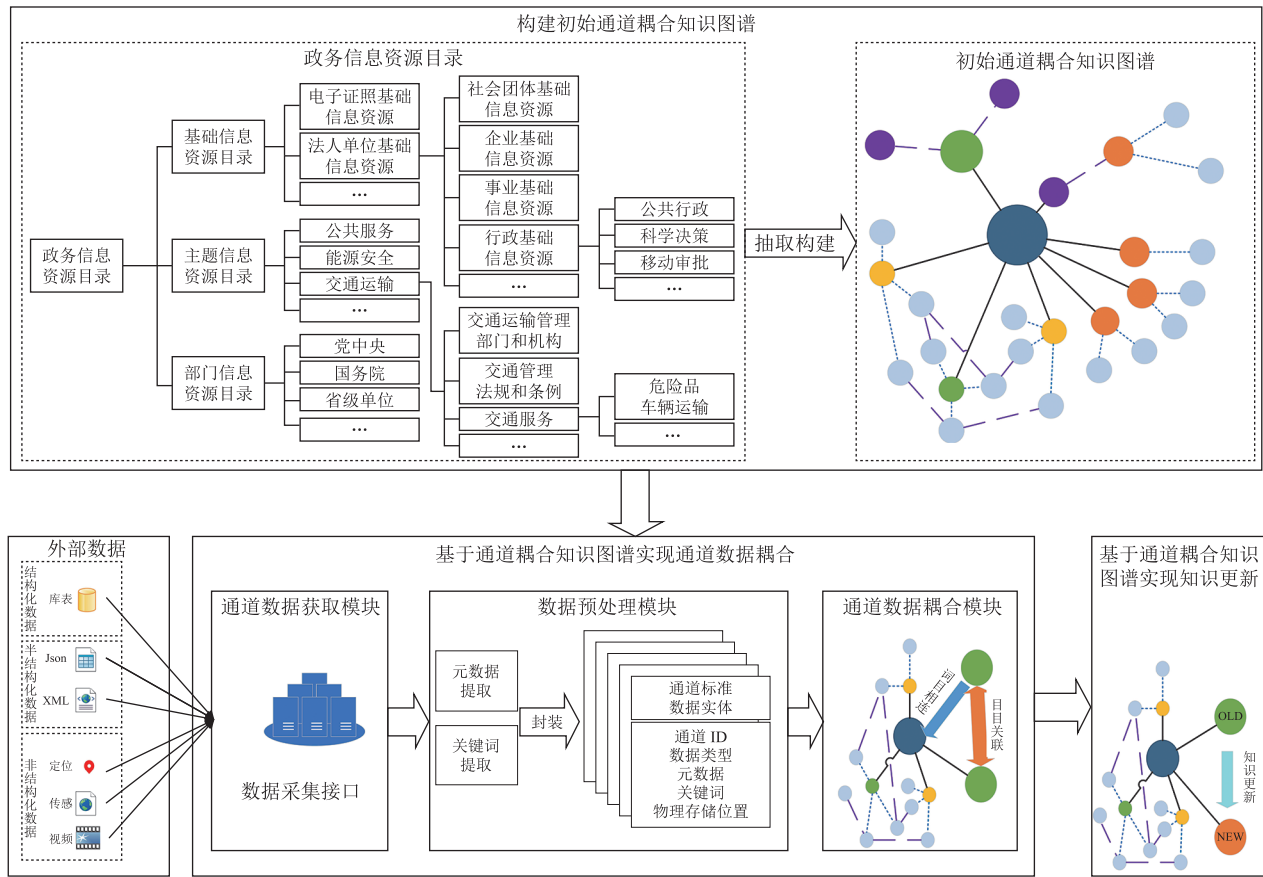 构建初始通道耦合知识图谱
政务信息资源目录
政务信息
资源目录
基础信息
资源目录
主题信息
资源目录
部门信息
资源目录
电子证照基础
信息资源
法人单位基础
信息资源
…
公共服务
能源安全
交通运输
…
党中央
国务院
省级单位
…
社会团体基础
信息资源
企业基础
信息资源
事业基础
信息资源
行政基础
信息资源
…
交通运输管理
部门和机构
交通管理
法规和条例
交通服务
…
公共行政
科学决策
移动审批
…
危险品
车辆运输
…
抽取构建
初始通道耦合知识图谱
外部数据
结构化数据
库表
半结构化数据
Json
XML
非结构化数据
定位
传感
视频
基于通道耦合知识图谱实现通道数据耦合
通道数据获取模块
数据采集接口
数据预处理模块
元数据
提取
关键词
提取
封装
通道标准
数据实体
通道 ID
数据类型
元数据
关键词
物理存储位置
通道数据耦合模块
词目相连
目目关联
基于通道耦合知识
图谱实现知识更新
OLD
知识更新
NEW